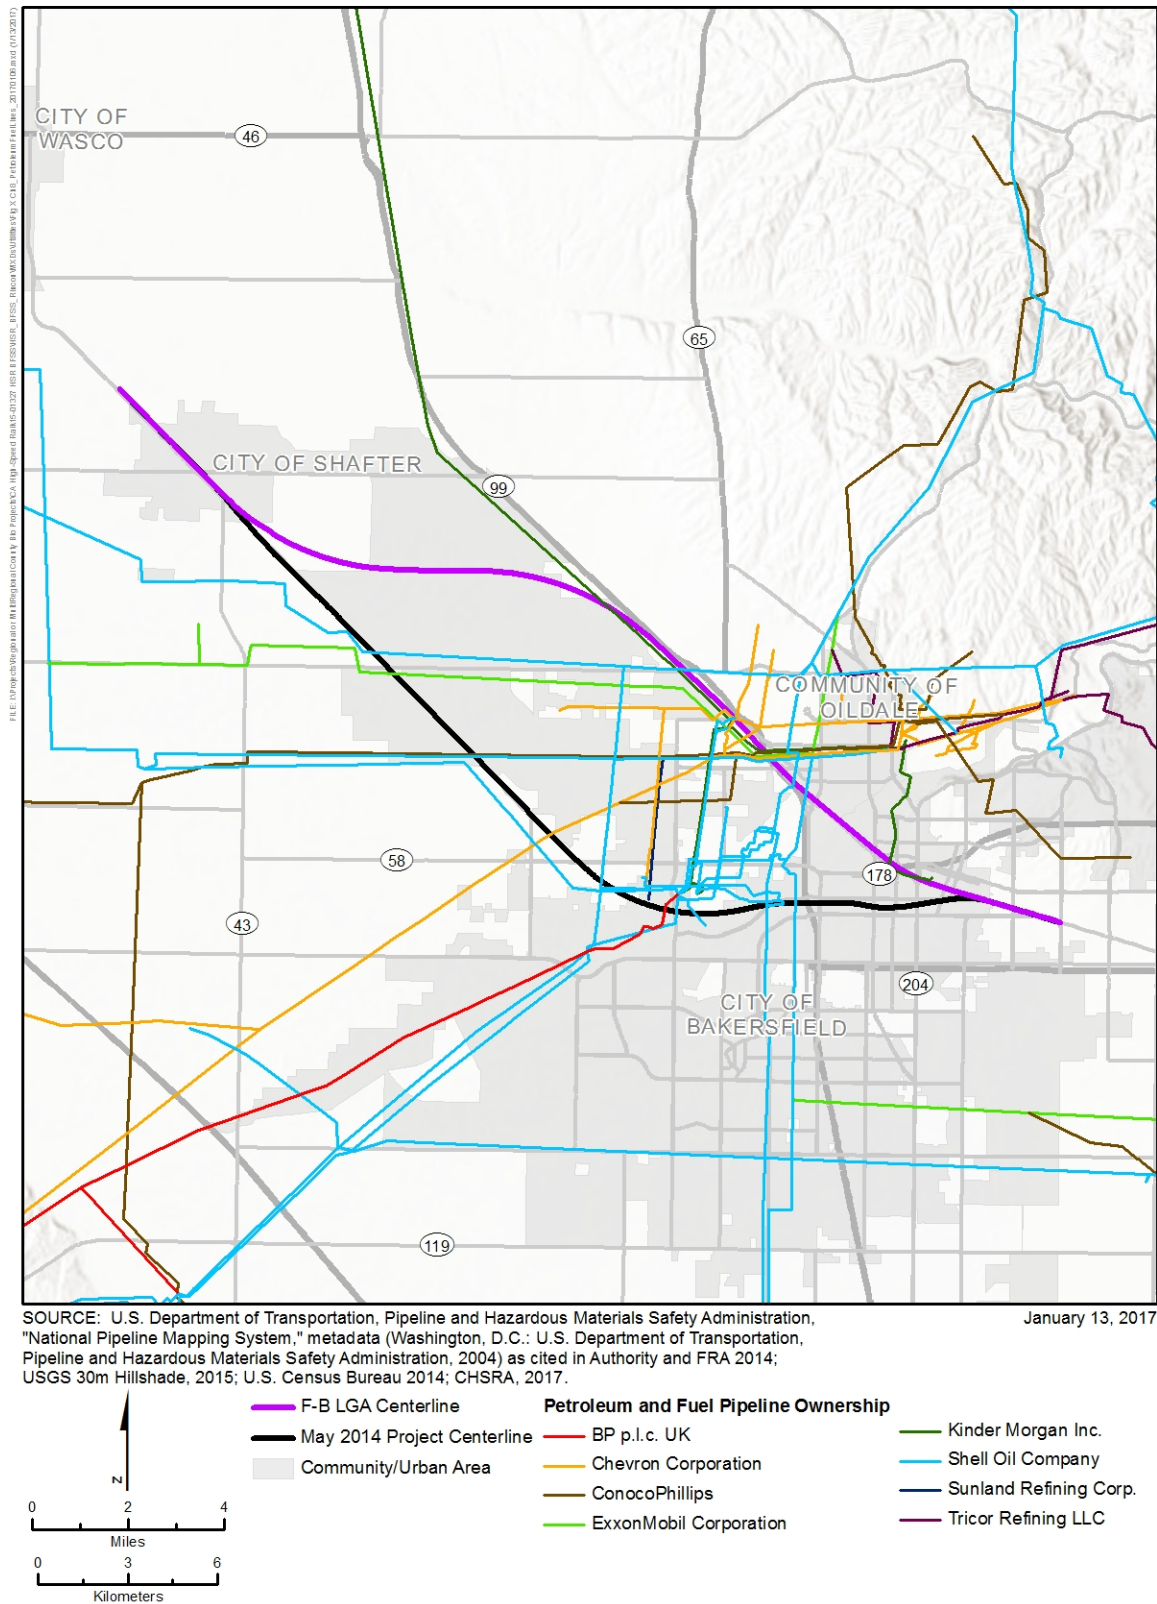 CITY OF
WASCO
46
65
CITY OF SHAFTER
99
COMMUNITY OF
OILDALE
58
178
43
204
CITY OF
BAKERSFIELD
119
SOURCE: U.S. Department of Transportation, Pipeline and Hazardous Materials Safety Administration,
January 13, 2017
"National Pipeline Mapping System," metadata (Washington, D.C.: U.S. Department of Transportation,
Pipeline and Hazardous Materials Safety Administration, 2004) as cited in Authority and FRA 2014;
USGS 30m Hillshade, 2015; U.S. Census Bureau 2014; CHSRA, 2017.
F-B LGA Centerline
May 2014 Project Centerline
Community/Urban Area
Petroleum and Fuel Pipeline Ownership
BP p.l.c. UK
Chevron Corporation
ConocoPhillips
ExxonMobil Corporation
Kinder Morgan Inc.
Shell Oil Company
Sunland Refining Corp.
Tricor Refining LLC
N
0 2 4
Miles
0 3 6
Kilometers